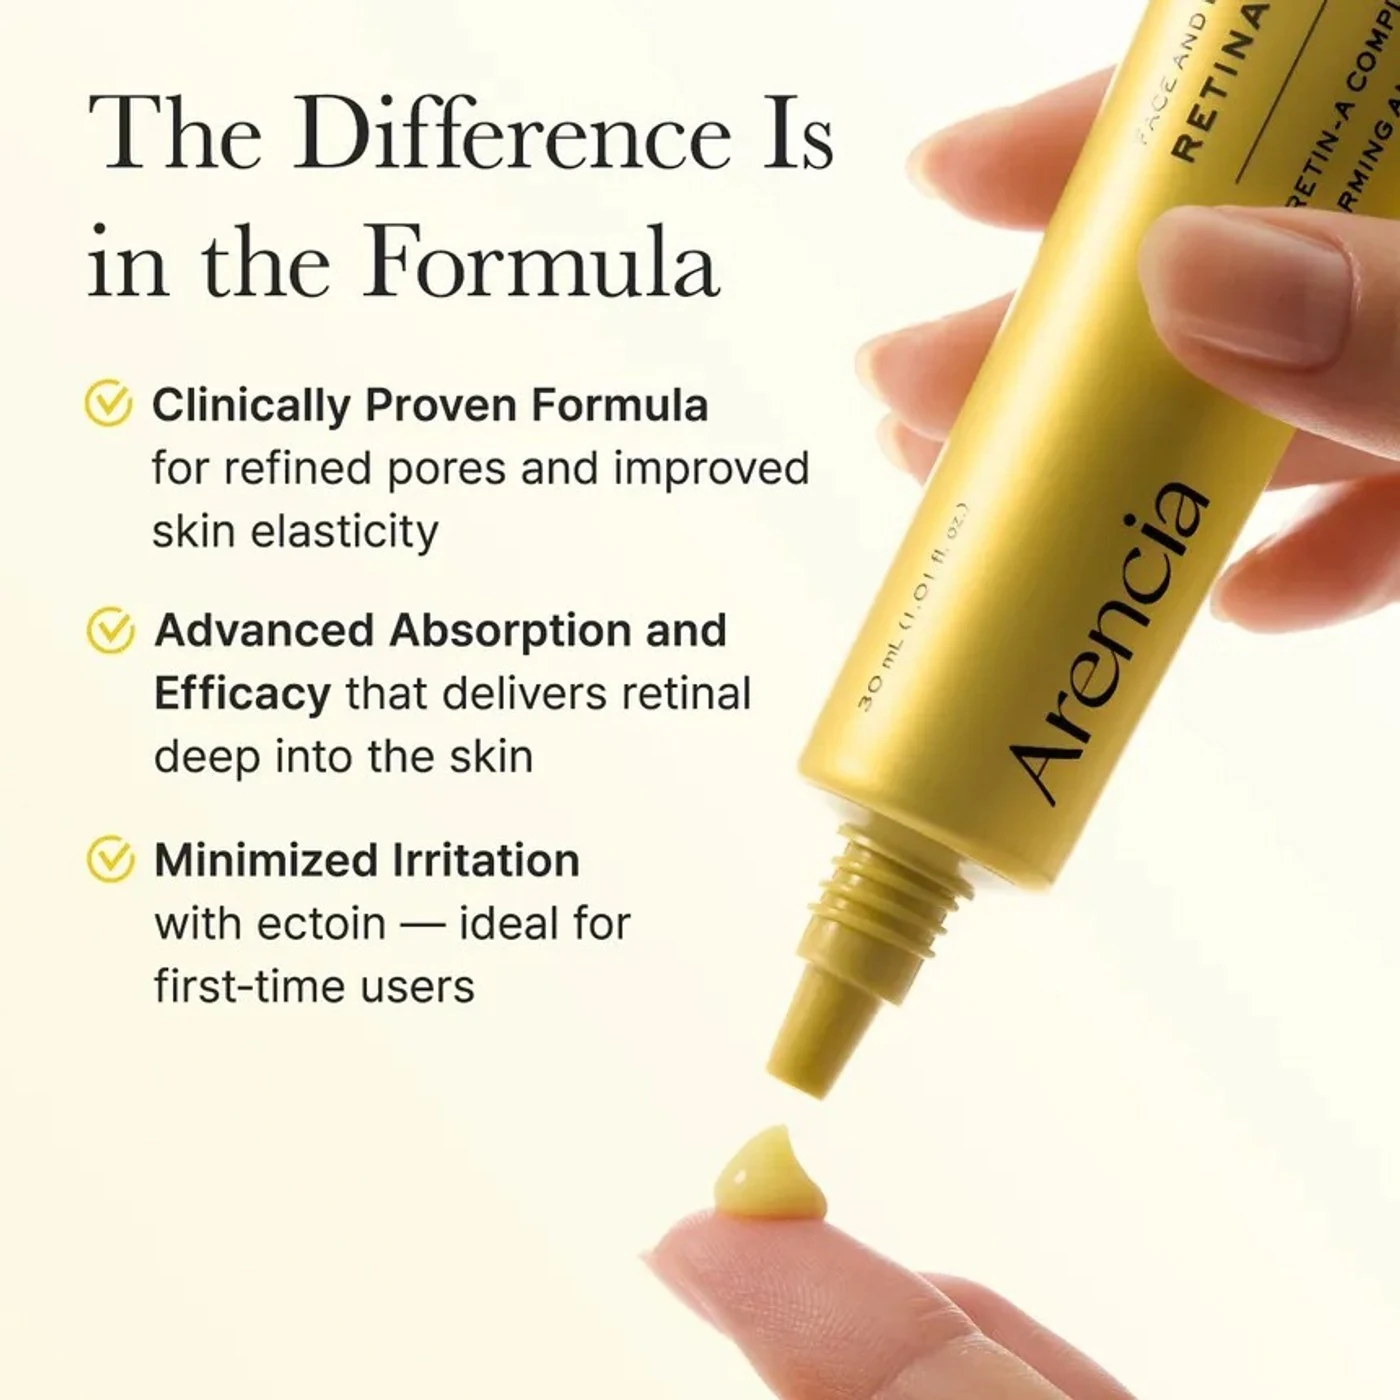 The Difference Is
in the Formula
Clinically Proven Formula
for refined pores and improved
skin elasticity
Advanced Absorption and
Efficacy that delivers retinal
deep into the skin
Minimized Irritation
with ectoin — ideal for
first-time users
FACE AND
RETINA
RETIN-A COMP
RMING A
30 mL (1.01 fl. oz.)
Arencia